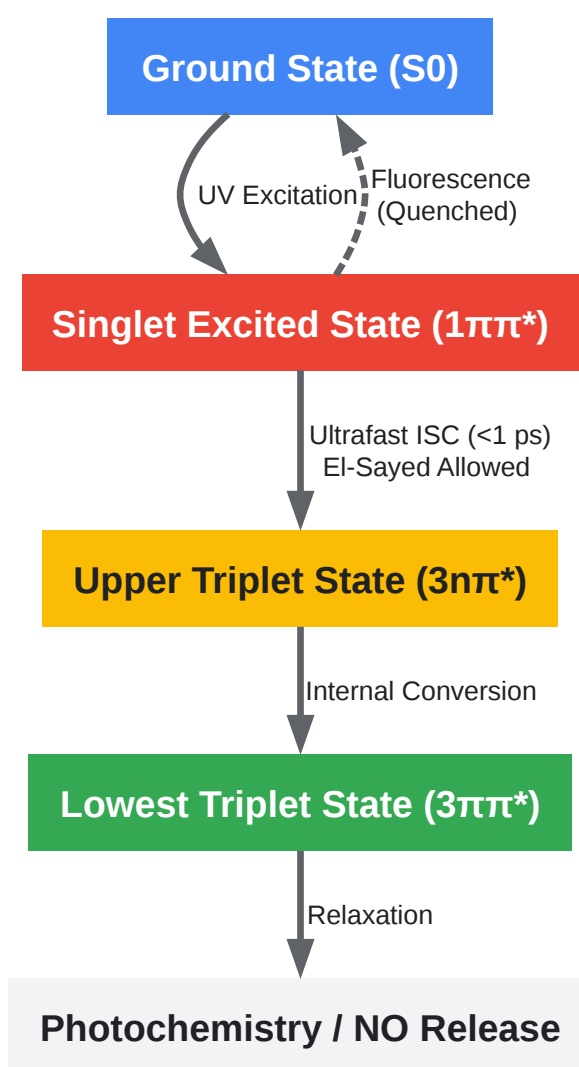 Ground State (S0)
UV Excitation
Fluorescence
(Quenched)
Singlet Excited State (1ππ*)
Ultrafast ISC (<1 ps)
El-Sayed Allowed
Upper Triplet State (3nπ*)
Internal Conversion
Lowest Triplet State (3ππ*)
Relaxation
Photochemistry / NO Release